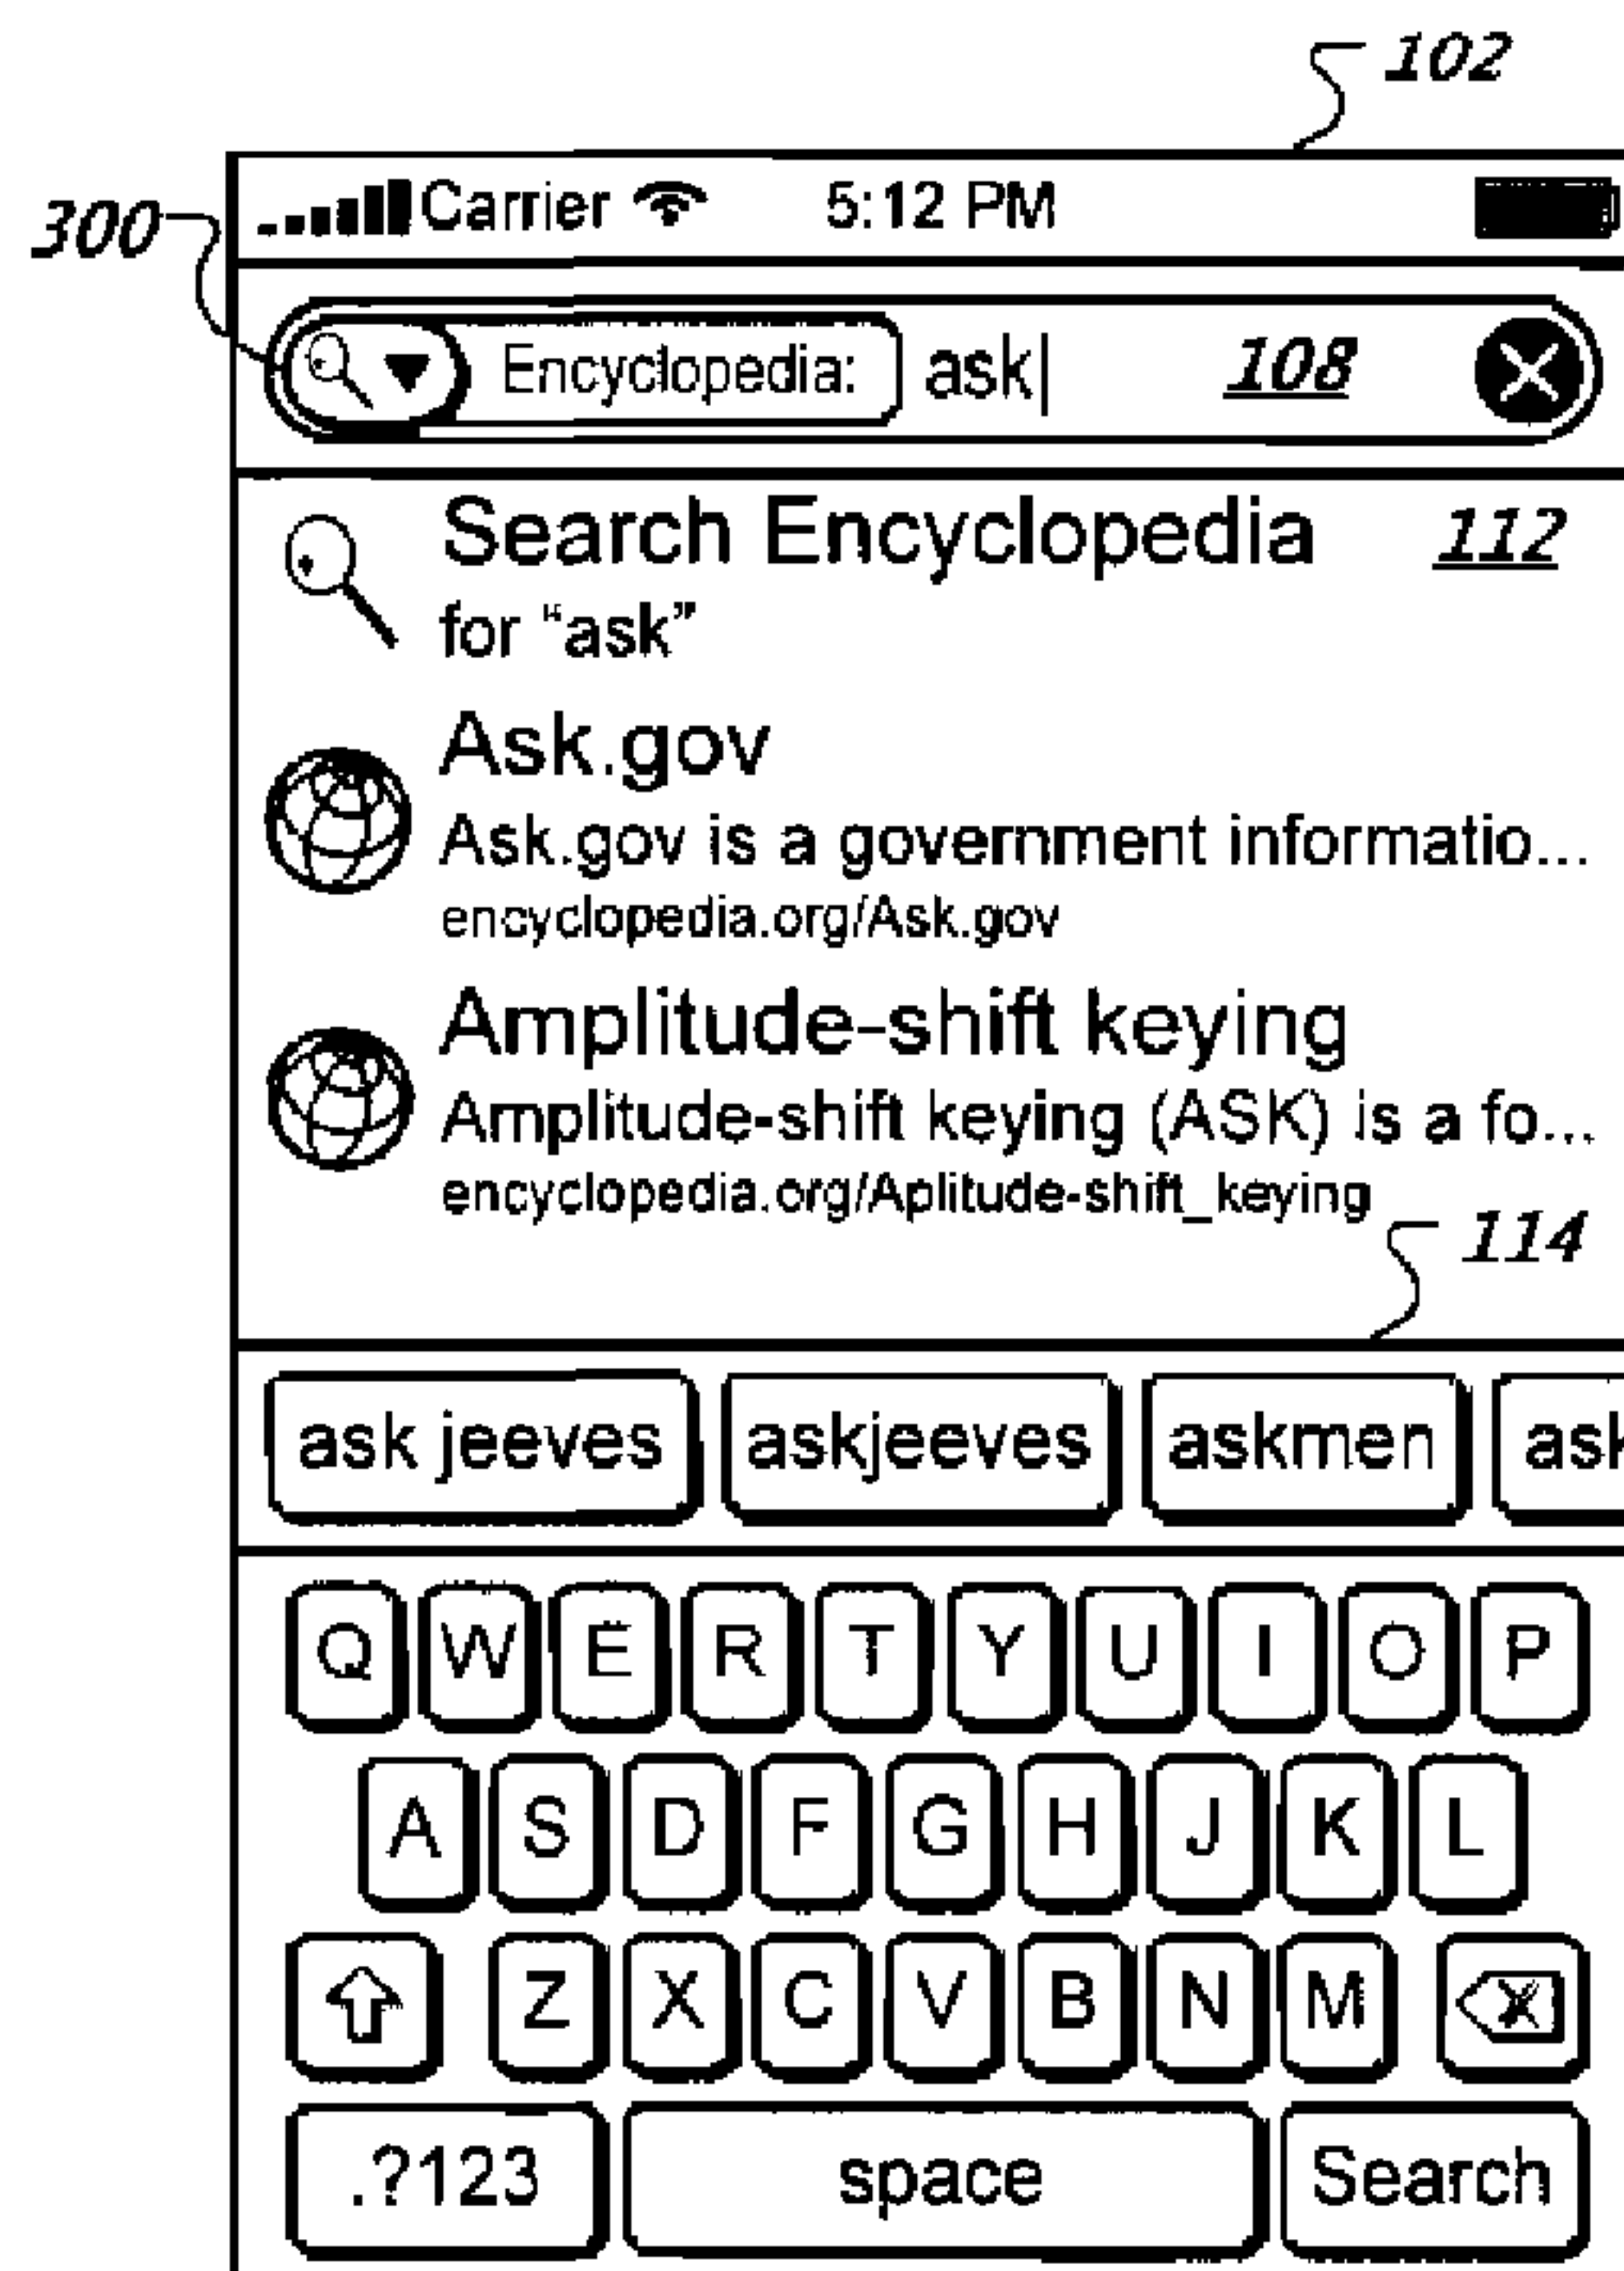 102
300
Carrier 5:12 PM
Encyclopedia: ask 108
Search Encyclopedia 112
for “ask”
Ask.gov
Ask.gov is a government informatio...
encyclopedia.org/Ask.gov
Amplitude-shift keying
Amplitude-shift keying (ASK) is a fo...
encyclopedia.org/Aplitude-shift_keying
114
ask jeeves askjeeves askmen ask
Q W E R T Y U I O P
A S D F G H J K L
Z X C V B N M
.?123 space Search